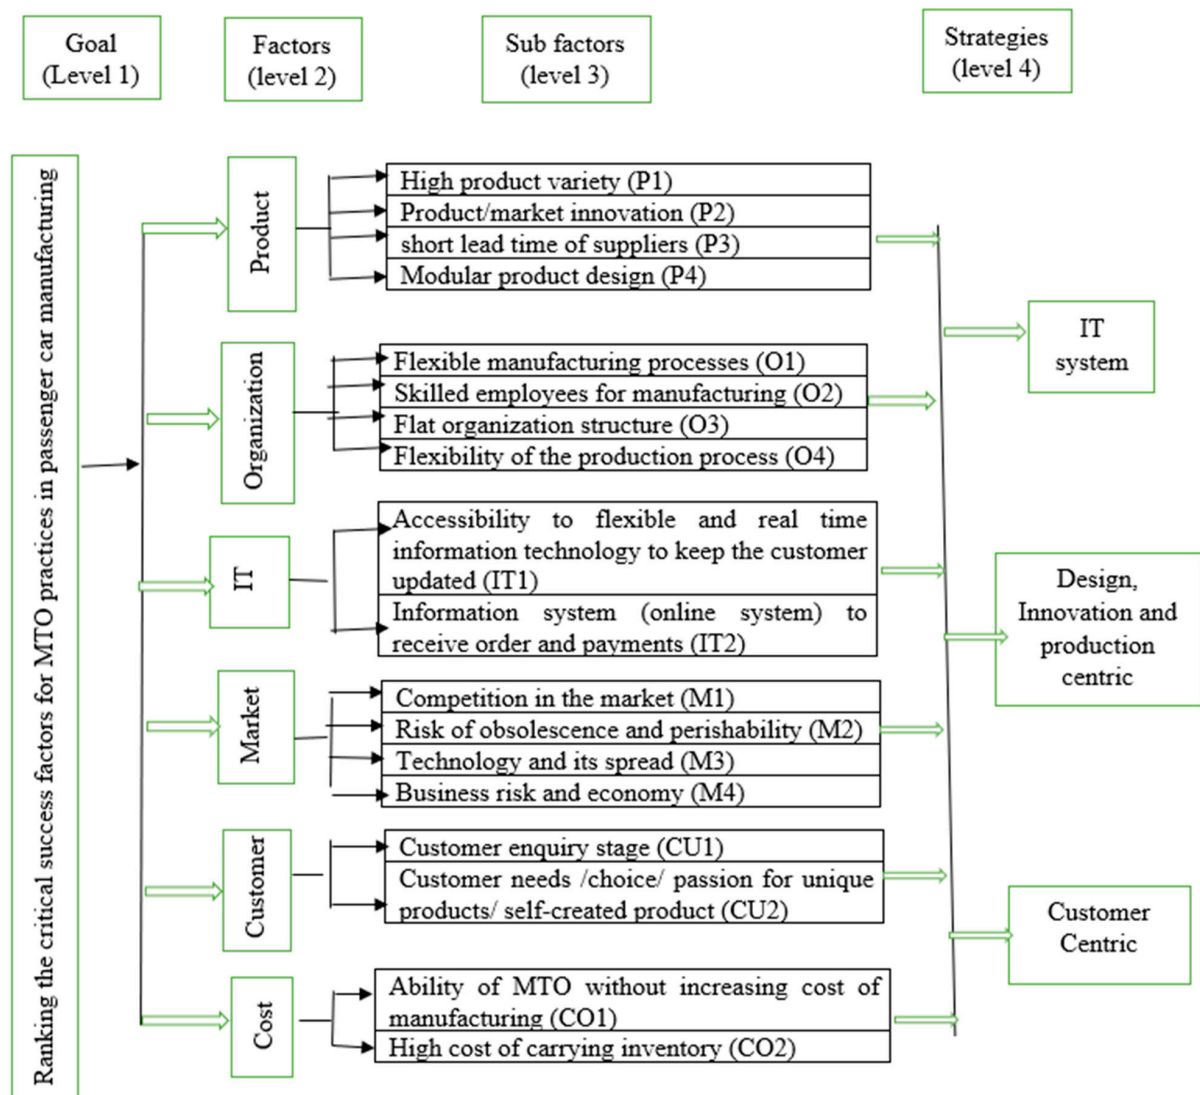 Goal
(Level 1)
Factors
(level 2)
Sub factors
(level 3)
Strategies
(level 4)
Ranking the critical success factors for MTO practices in passenger car manufacturing
Product
High product variety (P1)
Product/market innovation (P2)
short lead time of suppliers (P3)
Modular product design (P4)
Organization
Flexible manufacturing processes (O1)
Skilled employees for manufacturing (O2)
Flat organization structure (O3)
Flexibility of the production process (O4)
IT
Accessibility to flexible and real time
information technology to keep the customer
updated (IT1)
Information system (online system) to
receive order and payments (IT2)
Market
Competition in the market (M1)
Risk of obsolescence and perishability (M2)
Technology and its spread (M3)
Business risk and economy (M4)
Customer
Customer enquiry stage (CU1)
Customer needs /choice/ passion for unique
products/ self-created product (CU2)
Cost
Ability of MTO without increasing cost of
manufacturing (CO1)
High cost of carrying inventory (CO2)
IT
system
Design,
Innovation and
production
centric
Customer
Centric